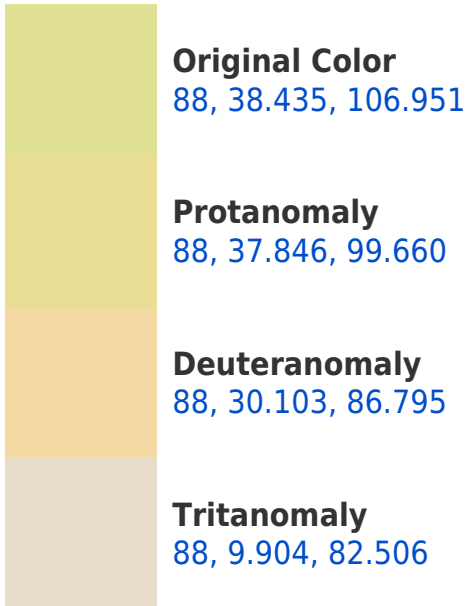 Original Color
88, 38.435, 106.951
Protanomaly
88, 37.846, 99.660
Deuteranomaly
88, 30.103, 86.795
Tritanomaly
88, 9.904, 82.506